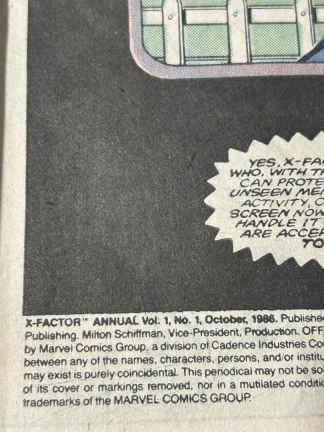 YES, X-FAC
WHO, WITH TH
CAN PROTE
UNSEEN ME
ACTIVITY, O
SCREEN NOW
HANDLE IT
ARE ACCEP
TO
X-FACTOR™ ANNUAL Vol. 1, No. 1, October, 1986. Published
Publishing. Milton Schiffman, Vice-President, Production. OFF
by Marvel Comics Group, a division of Cadence Industries Co
between any of the names, characters, persons, and/or institu
may exist is purely coincidental. This periodical may not be so
of its cover or markings removed, nor in a mutilated conditio
trademarks of the MARVEL COMICS GROUP.